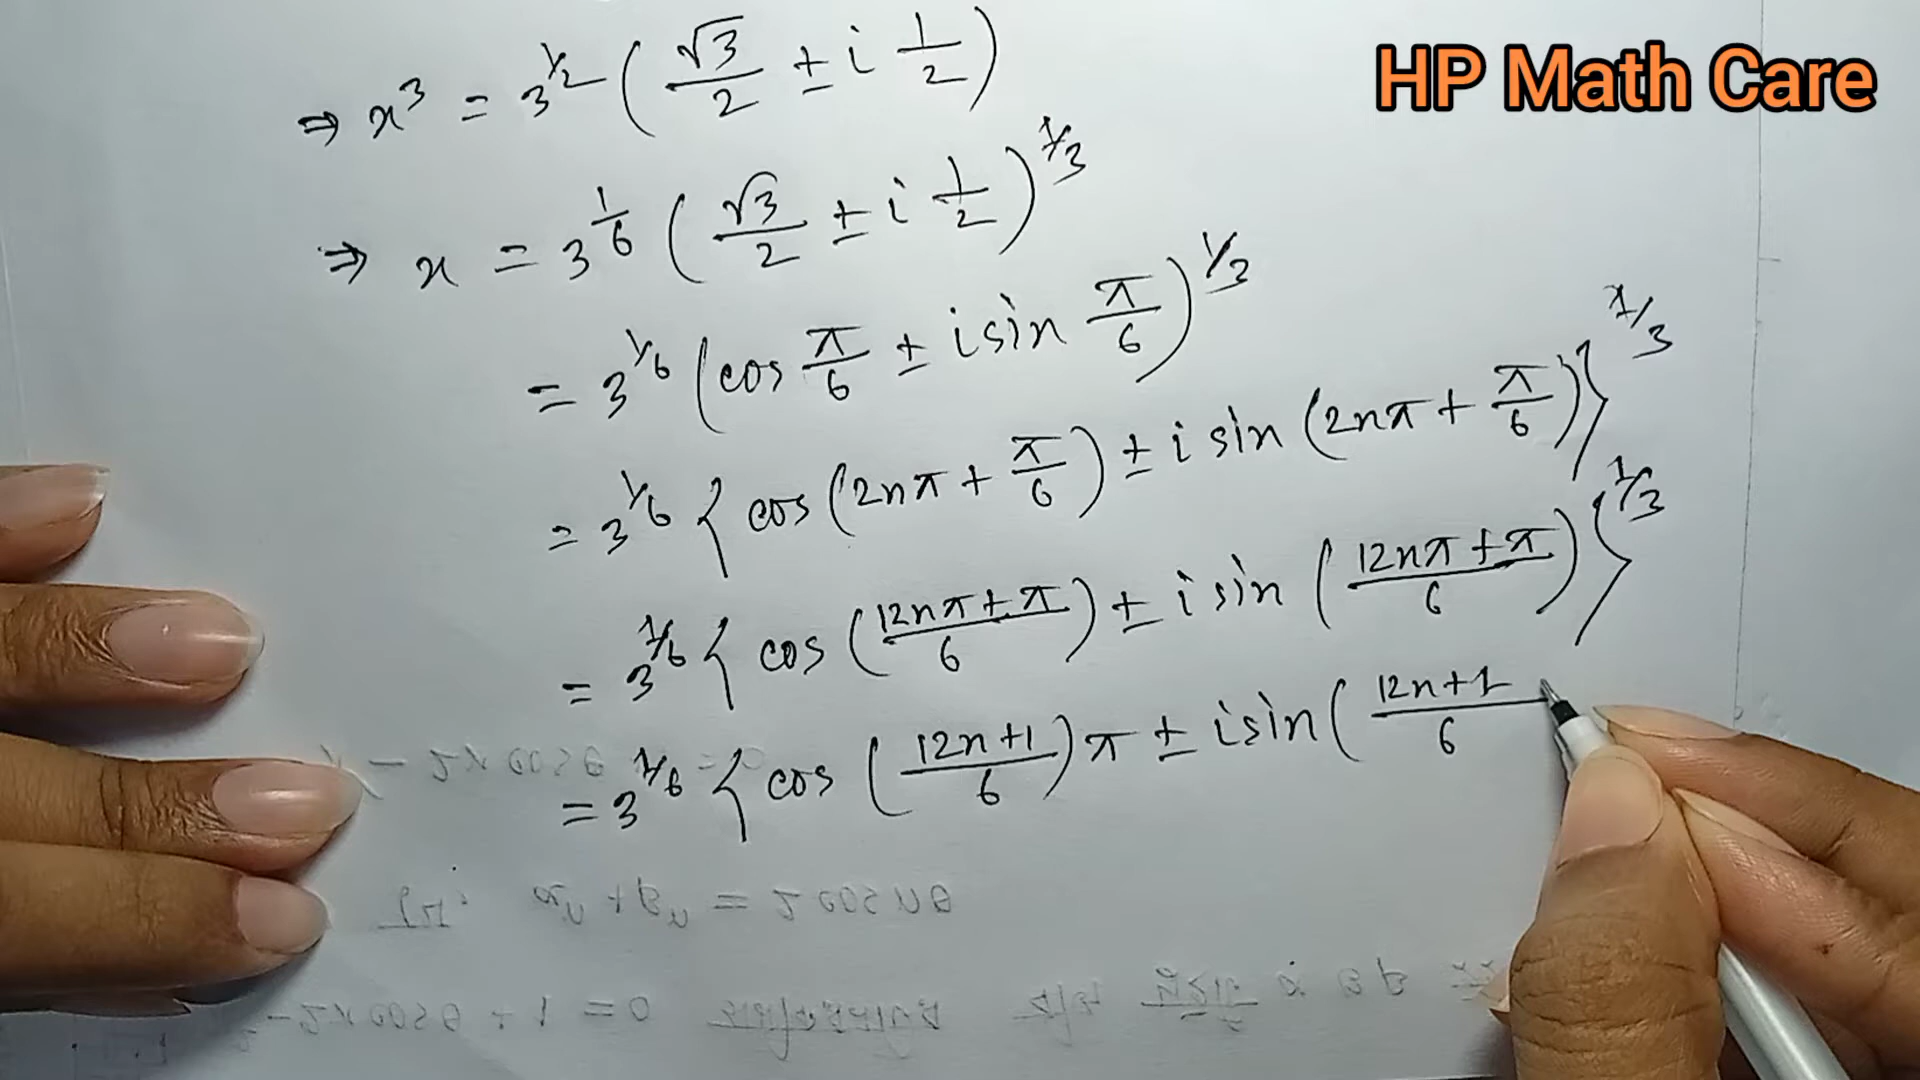 HP Math Care
⇒ x³ = 3^{1/2} ( √3/2 ± i 1/2 )
⇒ x = 3^{1/6} ( √3/2 ± i 1/2 )^{1/3}
= 3^{1/6} ( cos π/6 ± i sin π/6 )^{1/3}
= 3^{1/6} { cos ( 2nπ + π/6 ) ± i sin ( 2nπ + π/6 ) }^{1/3}
= 3^{1/6} { cos ( (12nπ + π)/6 ) ± i sin ( (12nπ + π)/6 ) }^{1/3}
= 3^{1/6} { cos ( (12n+1)/6 ) π ± i sin ( (12n+1)/6